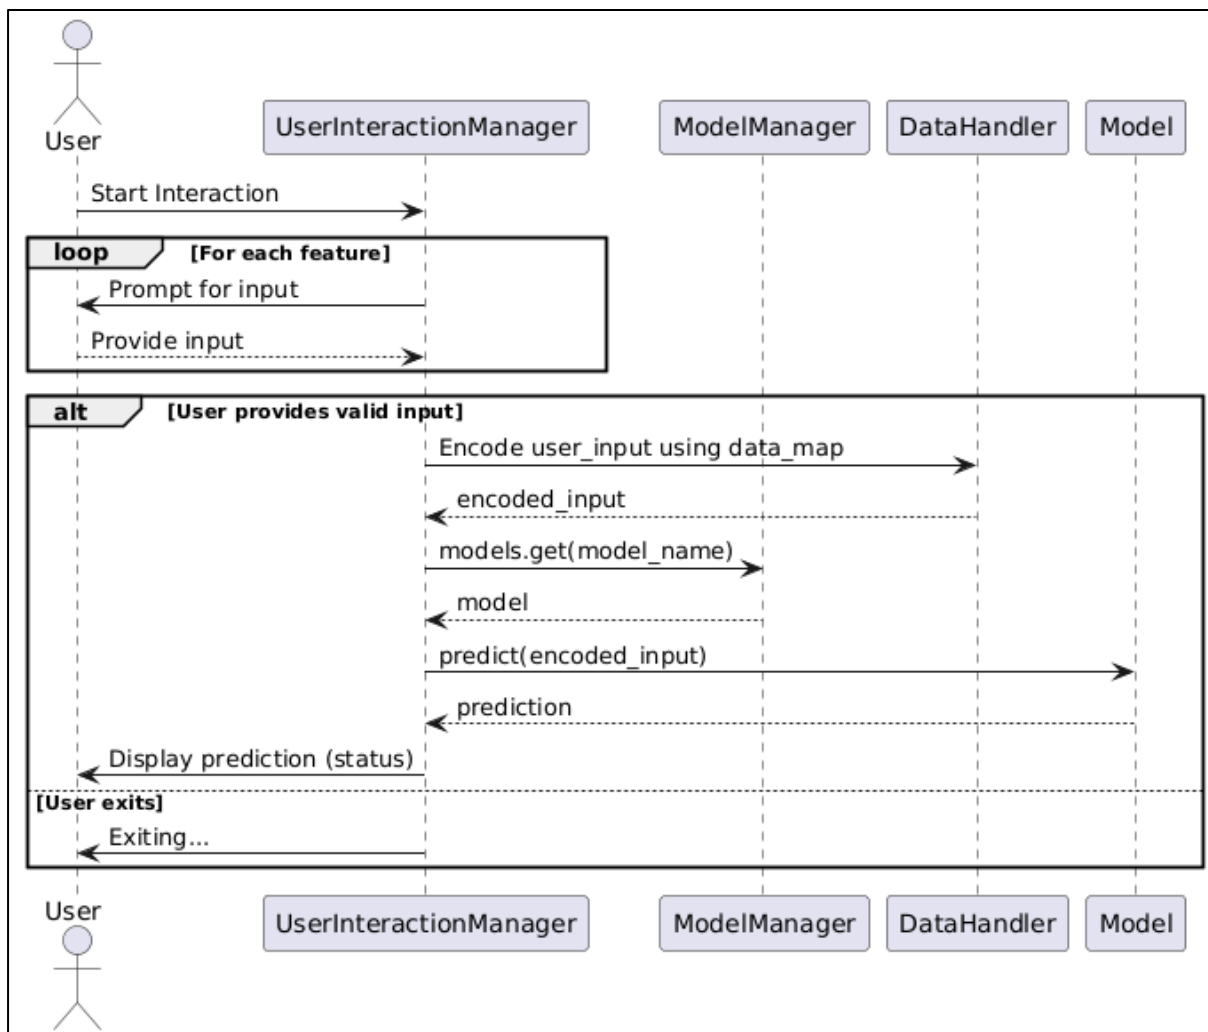 User
UserInteractionManager
ModelManager
DataHandler
Model
Start Interaction
loop
[For each feature]
Prompt for input
Provide input
alt
[User provides valid input]
Encode user_input using data_map
encoded_input
models.get(model_name)
model
predict(encoded_input)
prediction
Display prediction (status)
[User exits]
Exiting...
User
UserInteractionManager
ModelManager
DataHandler
Model